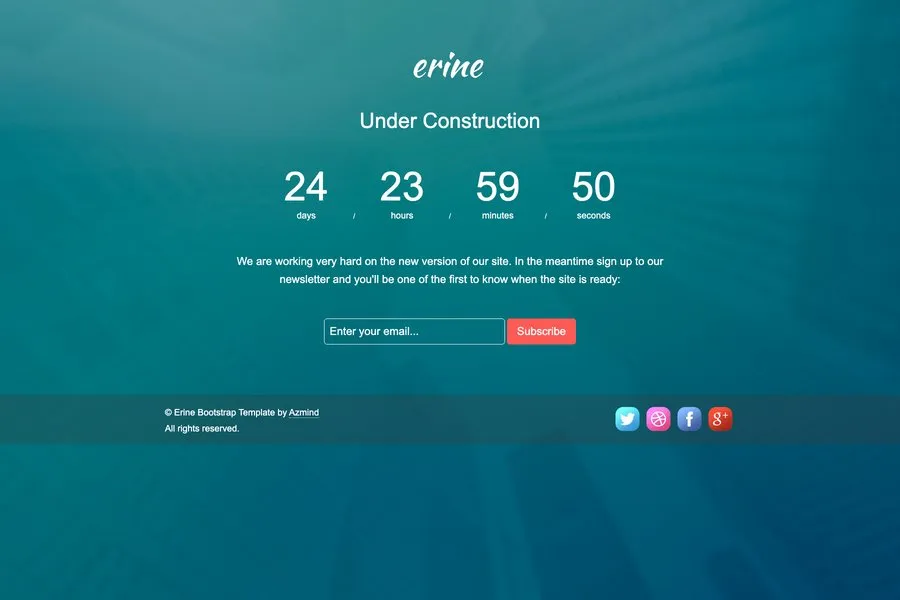 erine
Under Construction
24 23 59 50
days / hours / minutes / seconds
We are working very hard on the new version of our site. In the meantime sign up to our
newsletter and you'll be one of the first to know when the site is ready:
Enter your email... Subscribe
© Erine Bootstrap Template by Azmind
All rights reserved.
f g+